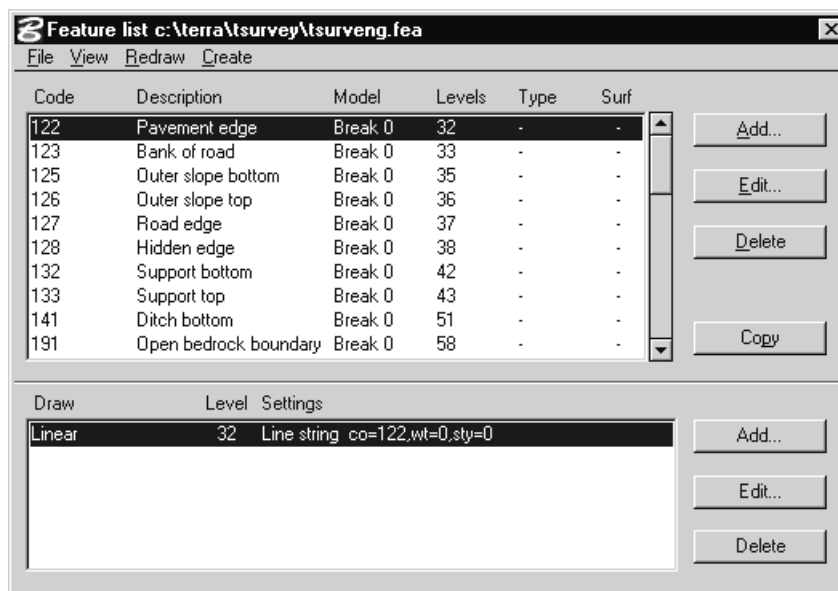 Feature list c:\terra\tsurvey\tsurveng.fea
File View Redraw Create
Code Description Model Levels Type Surf
122 Pavement edge Break 0 32 - -
123 Bank of road Break 0 33 - -
125 Outer slope bottom Break 0 35 - -
126 Outer slope top Break 0 36 - -
127 Road edge Break 0 37 - -
128 Hidden edge Break 0 38 - -
132 Support bottom Break 0 42 - -
133 Support top Break 0 43 - -
141 Ditch bottom Break 0 51 - -
191 Open bedrock boundary Break 0 58 - -
Add...
Edit...
Delete
Copy
Draw Level Settings
Linear 32 Line string co=122,wt=0,sty=0
Add...
Edit...
Delete